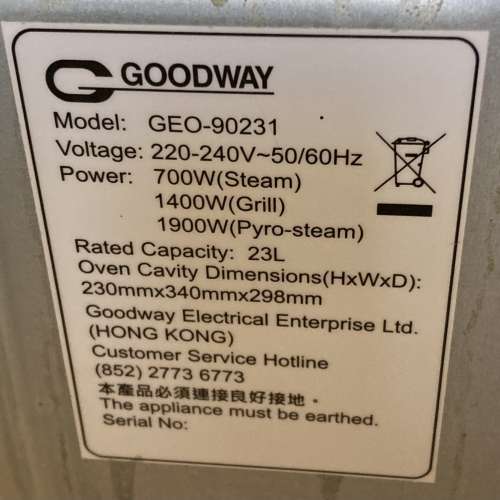 GOODWAY
Model: GEO-90231
Voltage: 220-240V~50/60Hz
Power: 700W(Steam)
1400W(Grill)
1900W(Pyro-steam)
Rated Capacity: 23L
Oven Cavity Dimensions(HxWxD):
230mmx340mmx298mm
Goodway Electrical Enterprise Ltd.
(HONG KONG)
Customer Service Hotline
(852) 2773 6773
本產品必須連接良好接地。
The appliance must be earthed.
Serial No: